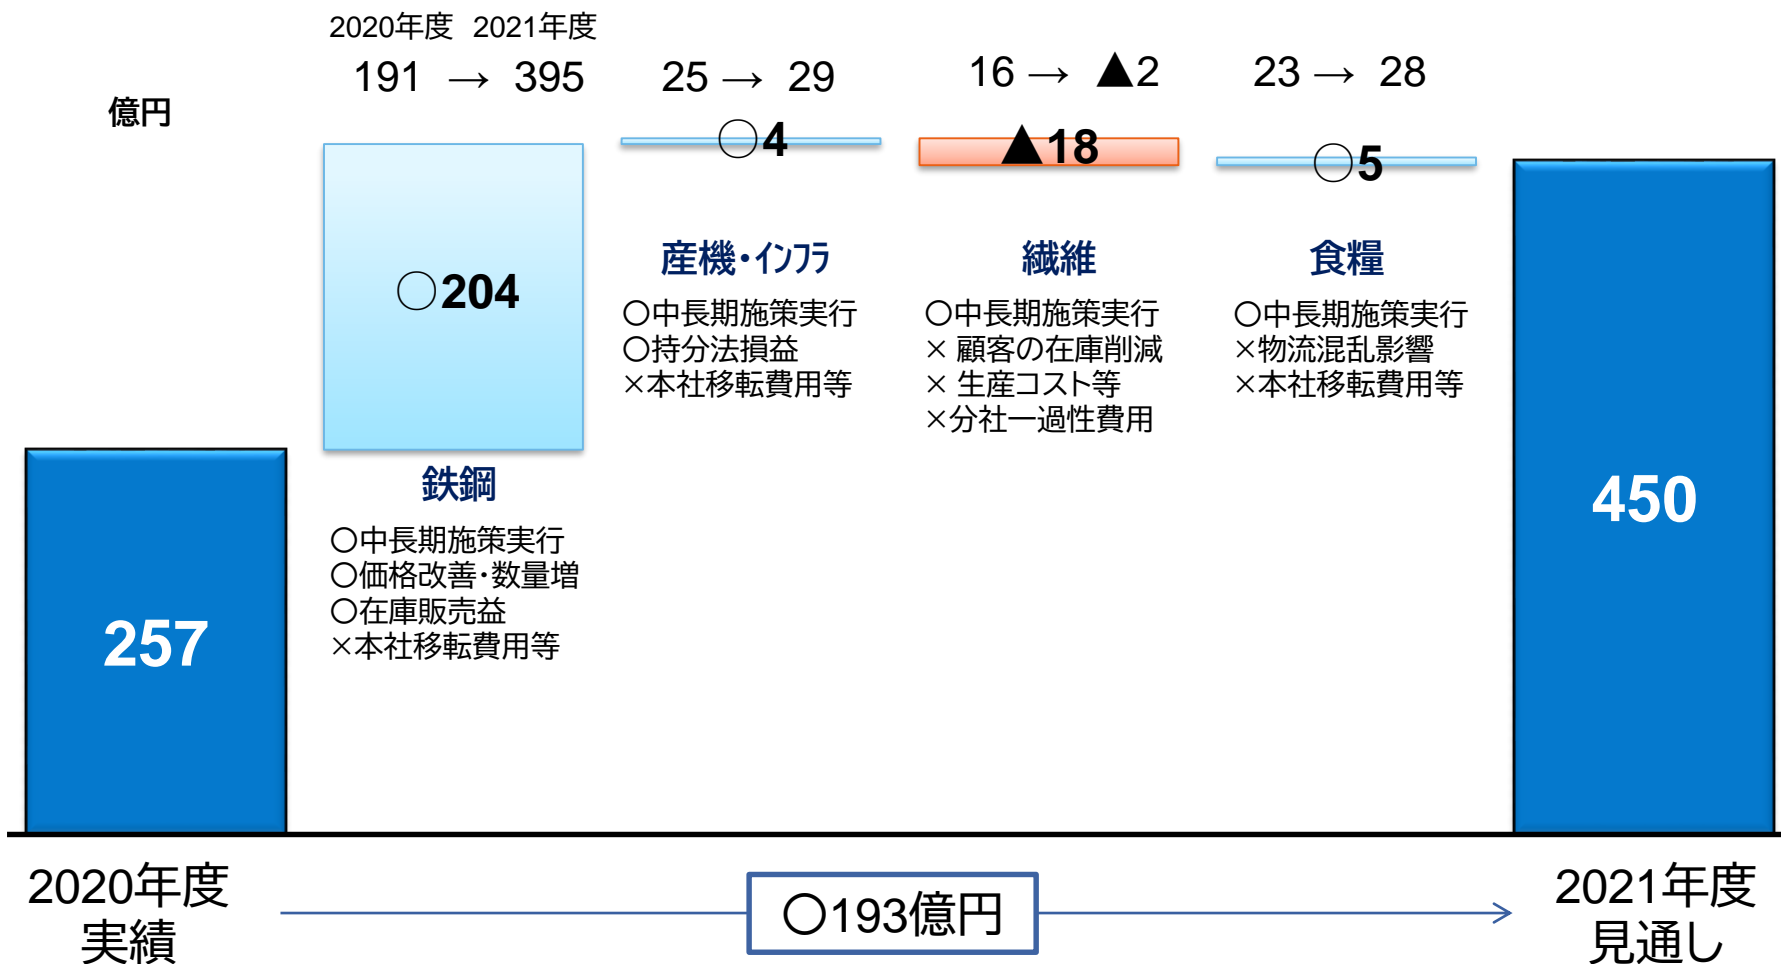 億円
2020年度 2021年度
191 → 395
25 → 29
16 → ▲2
23 → 28
○204
○4
▲18
○5
鉄鋼
○中長期施策実行
○価格改善・数量増
○在庫販売益
×本社移転費用等
産機・インフラ
○中長期施策実行
○持分法損益
×本社移転費用等
繊維
○中長期施策実行
× 顧客の在庫削減
× 生産コスト等
×分社一過性費用
食糧
○中長期施策実行
×物流混乱影響
×本社移転費用等
257
450
2020年度
実績
○193億円
2021年度
見通し